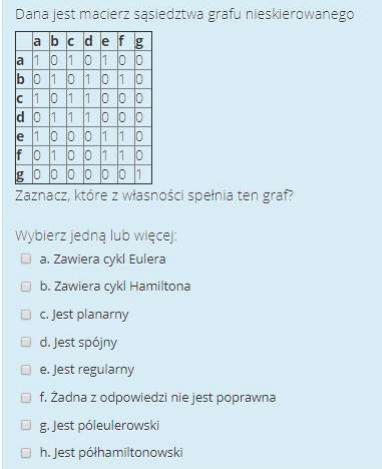 Dana jest macierz sąsiedztwa grafu nieskierowanego
a b c d e f g
a 1 0 1 0 1 0 0
b 0 1 0 1 0 1 0
c 1 0 1 1 0 0 0
d 0 1 1 1 0 0 0
e 1 0 0 0 1 1 0
f 0 1 0 0 1 1 0
g 0 0 0 0 0 0 1
Zaznacz, które z własności spełnia ten graf?
Wybierz jedną lub więcej:
a. Zawiera cykl Eulera
b. Zawiera cykl Hamiltona
c. Jest planarny
d. Jest spójny
e. Jest regularny
f. Żadna z odpowiedzi nie jest poprawna
g. Jest póleulerowski
h. Jest półhamiltonowski